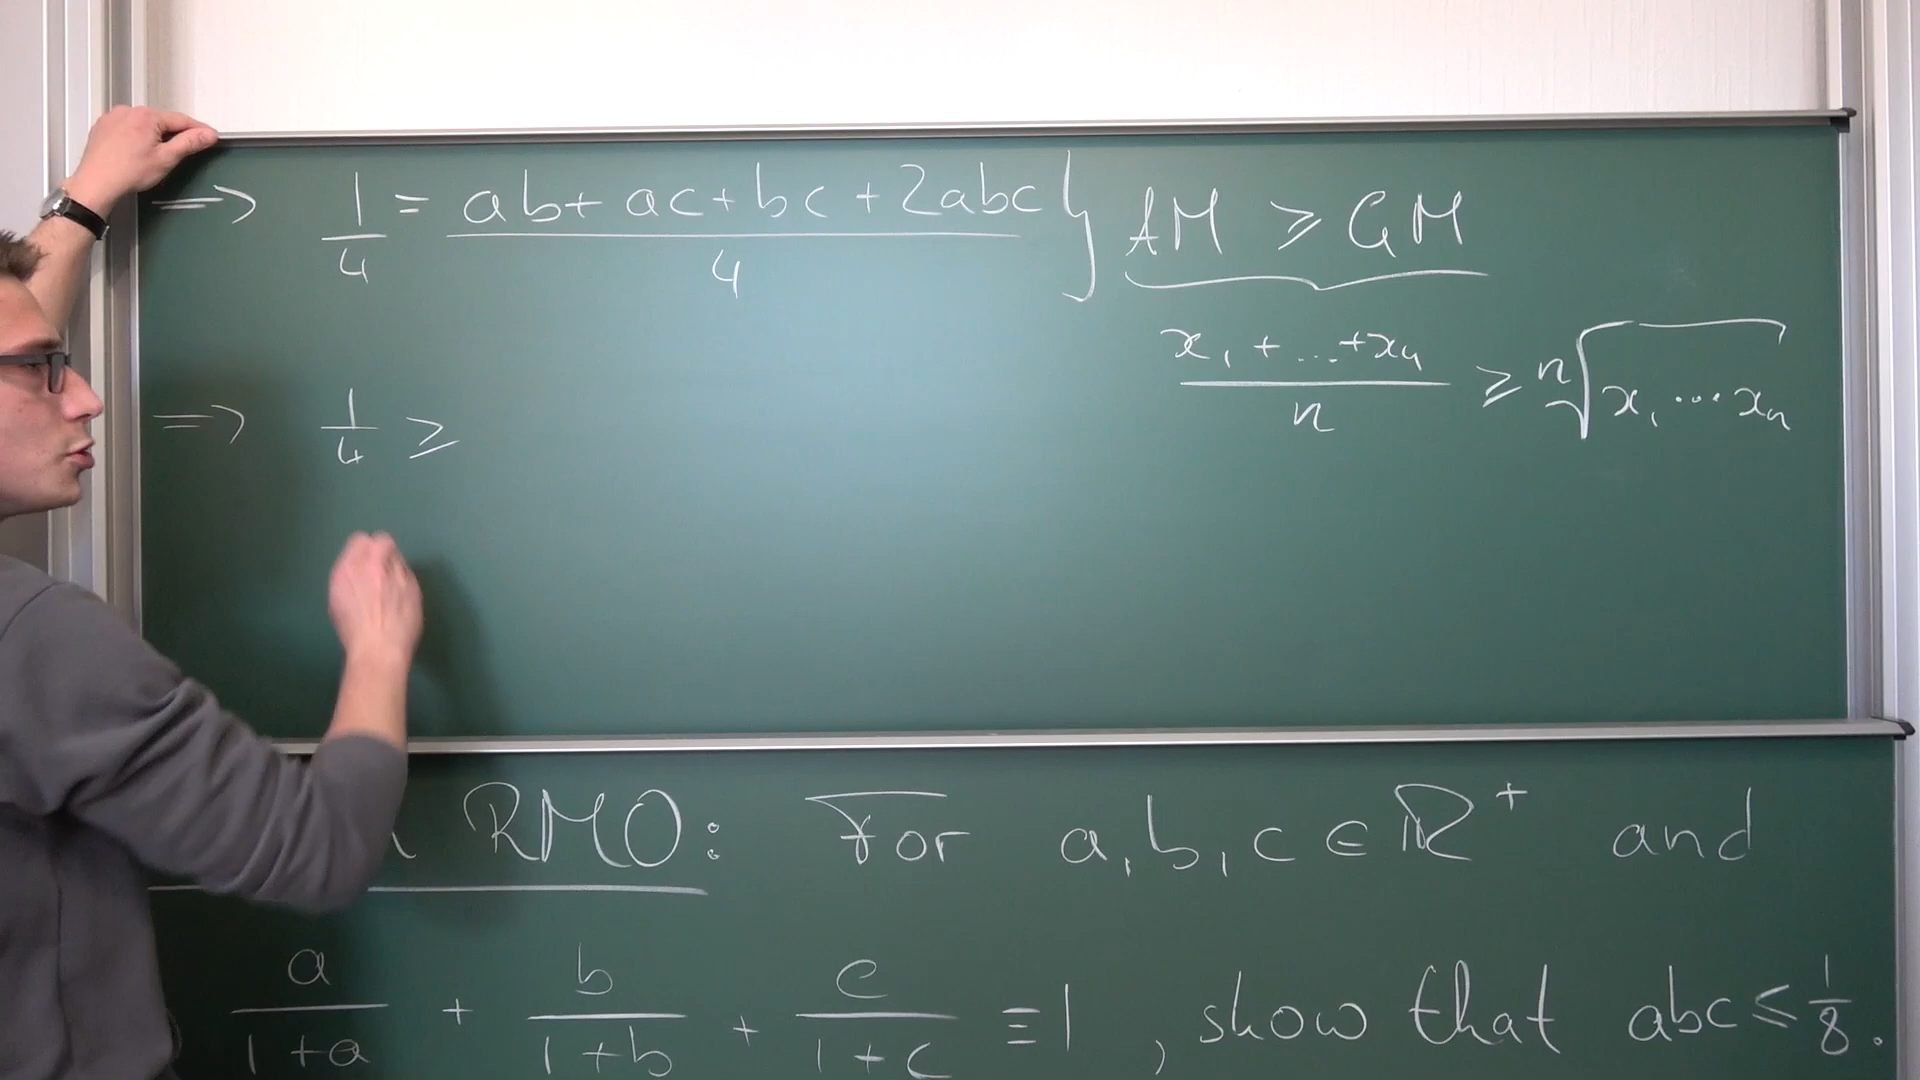 ⇒ 1/4 = (ab + ac + bc + 2abc)/4 } AM ⩾ GM
(x₁ + ... + xₙ)/n ≥ ⁿ√(x₁ ⋯ xₙ)
⇒ 1/4 ≥
RMO: For a, b, c ∈ ℝ⁺ and
a/(1+a) + b/(1+b) + c/(1+c) ≡ 1, show that abc ≤ 1/8.